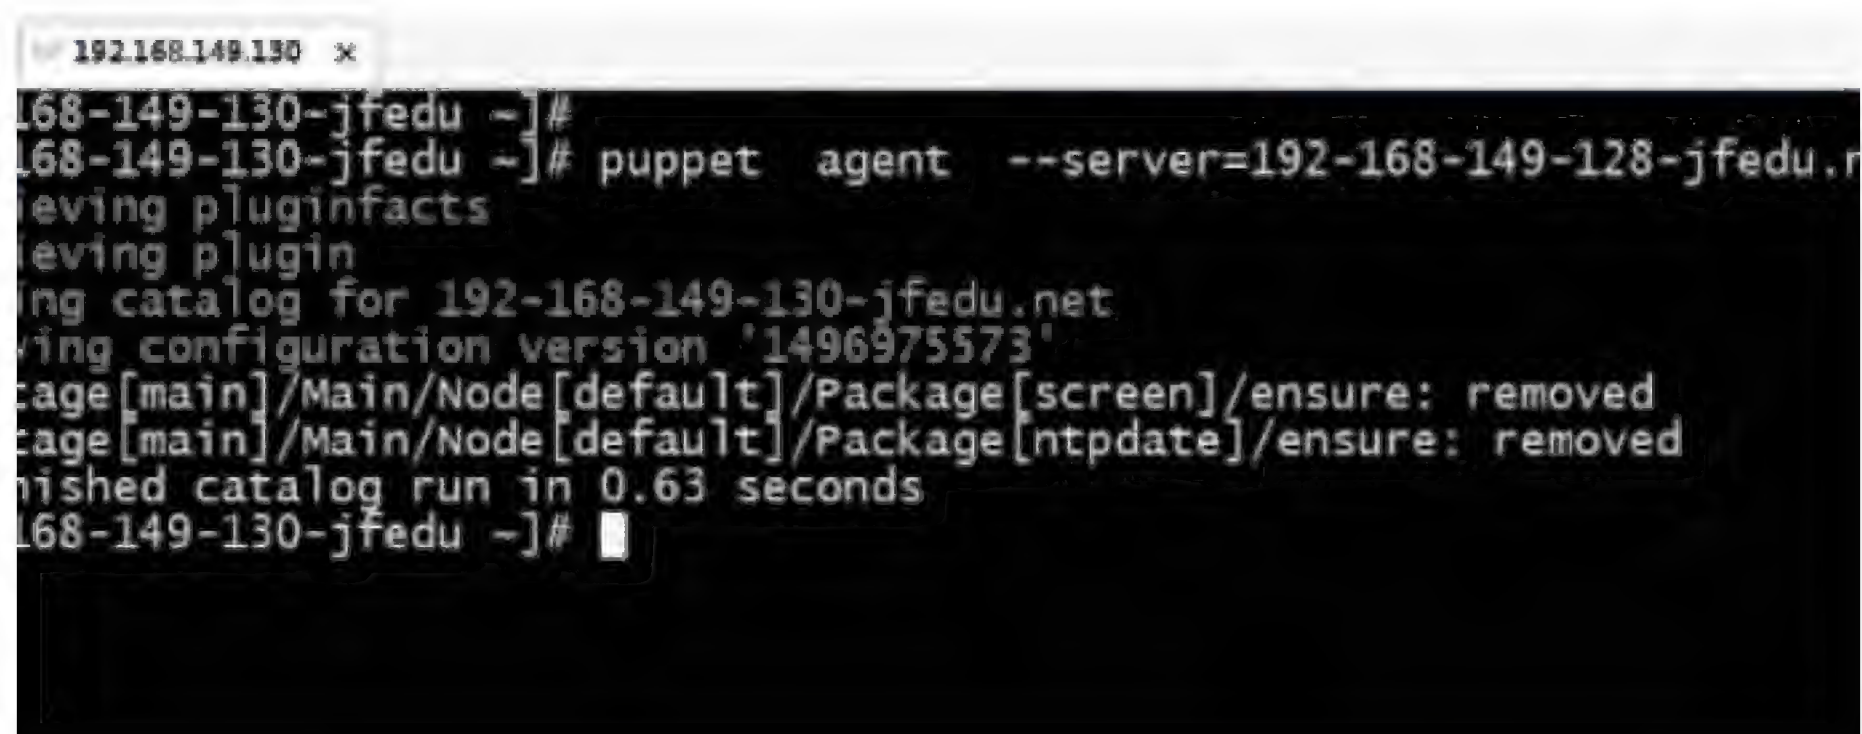 192.168.149.130 ×
168-149-130-jfedu ~]#
168-149-130-jfedu ~]# puppet agent --server=192-168-149-128-jfedu.n
ieving pluginfacts
ieving plugin
ing catalog for 192-168-149-130-jfedu.net
ying configuration version '1496975573'
tage[main]/Main/Node[default]/Package[screen]/ensure: removed
tage[main]/Main/Node[default]/Package[ntpdate]/ensure: removed
nished catalog run in 0.63 seconds
168-149-130-jfedu ~]#